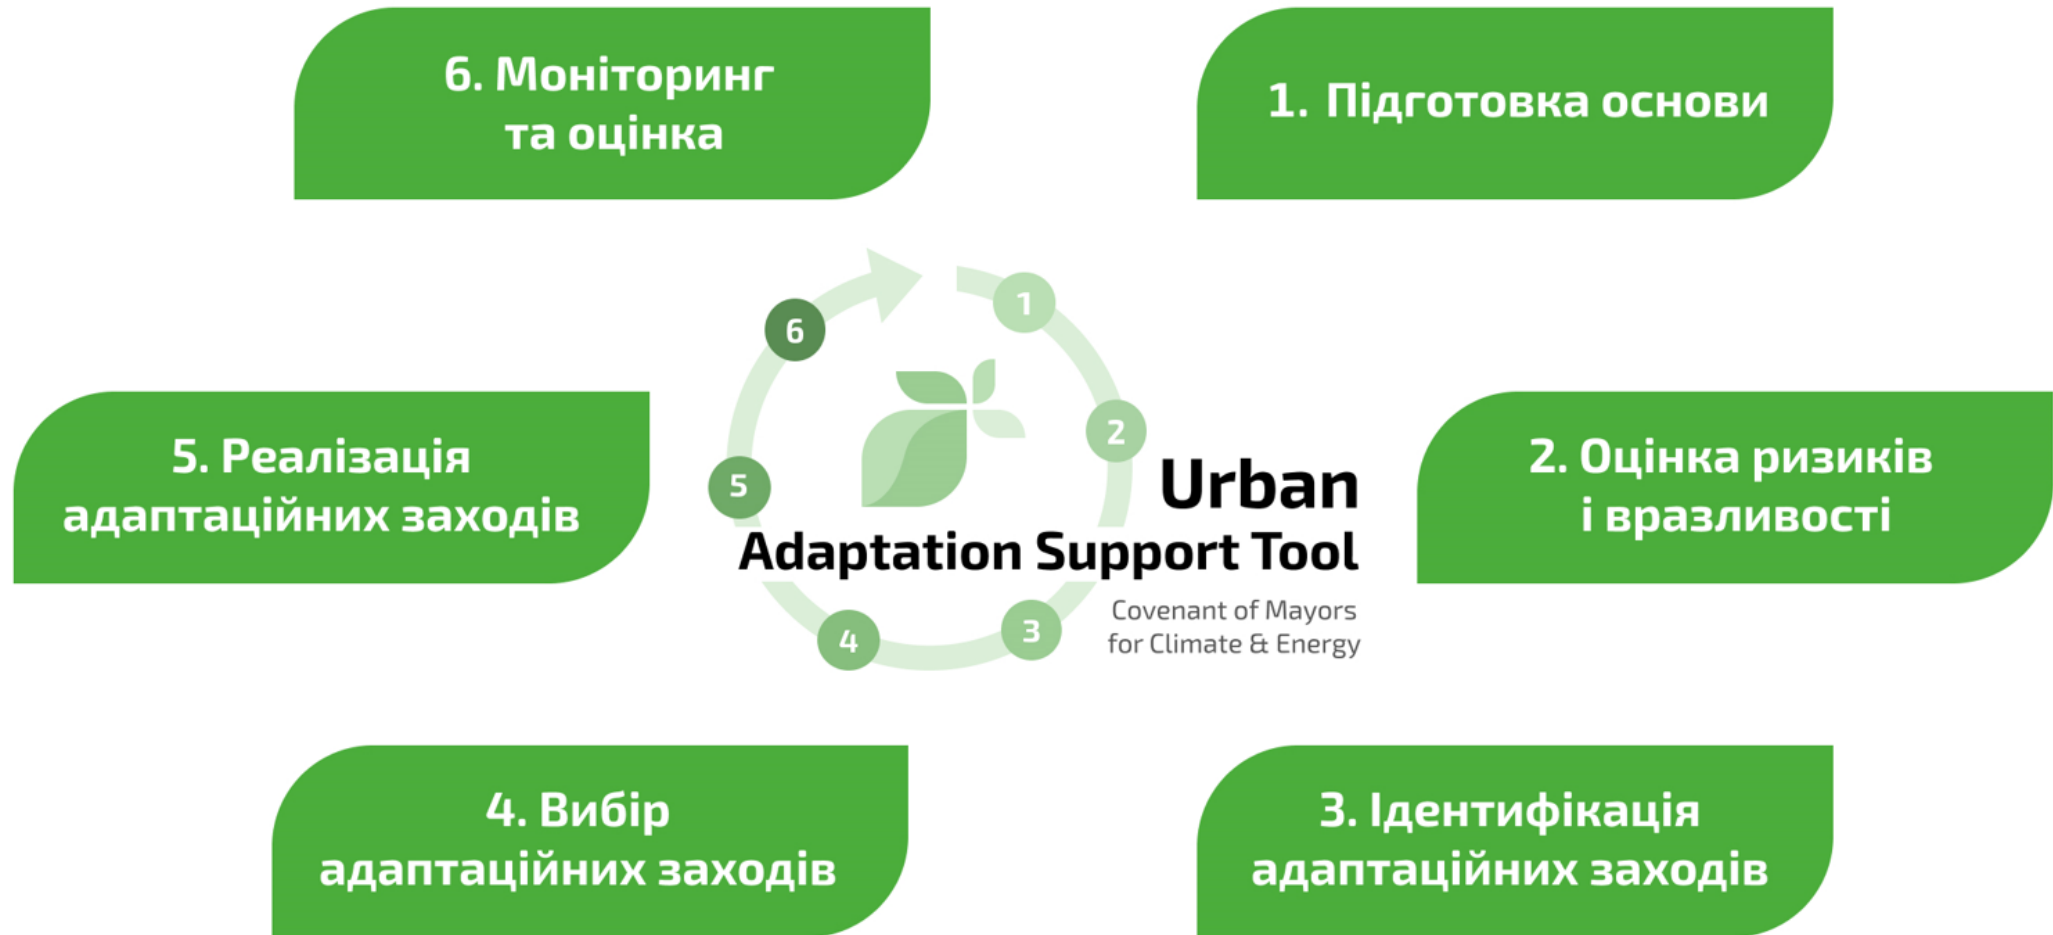 6. Моніторинг
та оцінка
1. Підготовка основи
6
1
2
5
5. Реалізація
адаптаційних заходів
2. Оцінка ризиків
і вразливості
Urban
Adaptation Support Tool
Covenant of Mayors
for Climate & Energy
4
3
4. Вибір
адаптаційних заходів
3. Ідентифікація
адаптаційних заходів